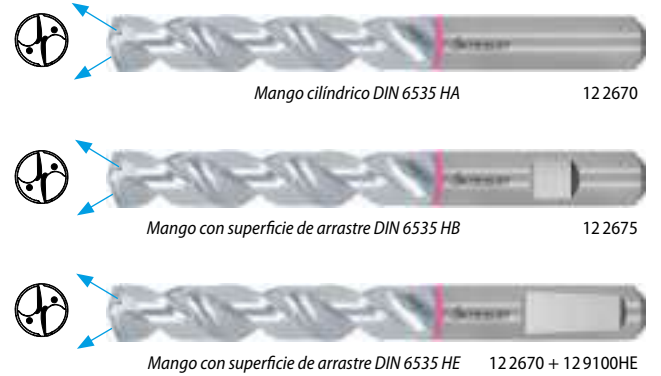 Mango cilíndrico DIN 6535 HA 12 2670
Mango con superficie de arrastre DIN 6535 HB 12 2675
Mango con superficie de arrastre DIN 6535 HE 12 2670 + 12 9100HE